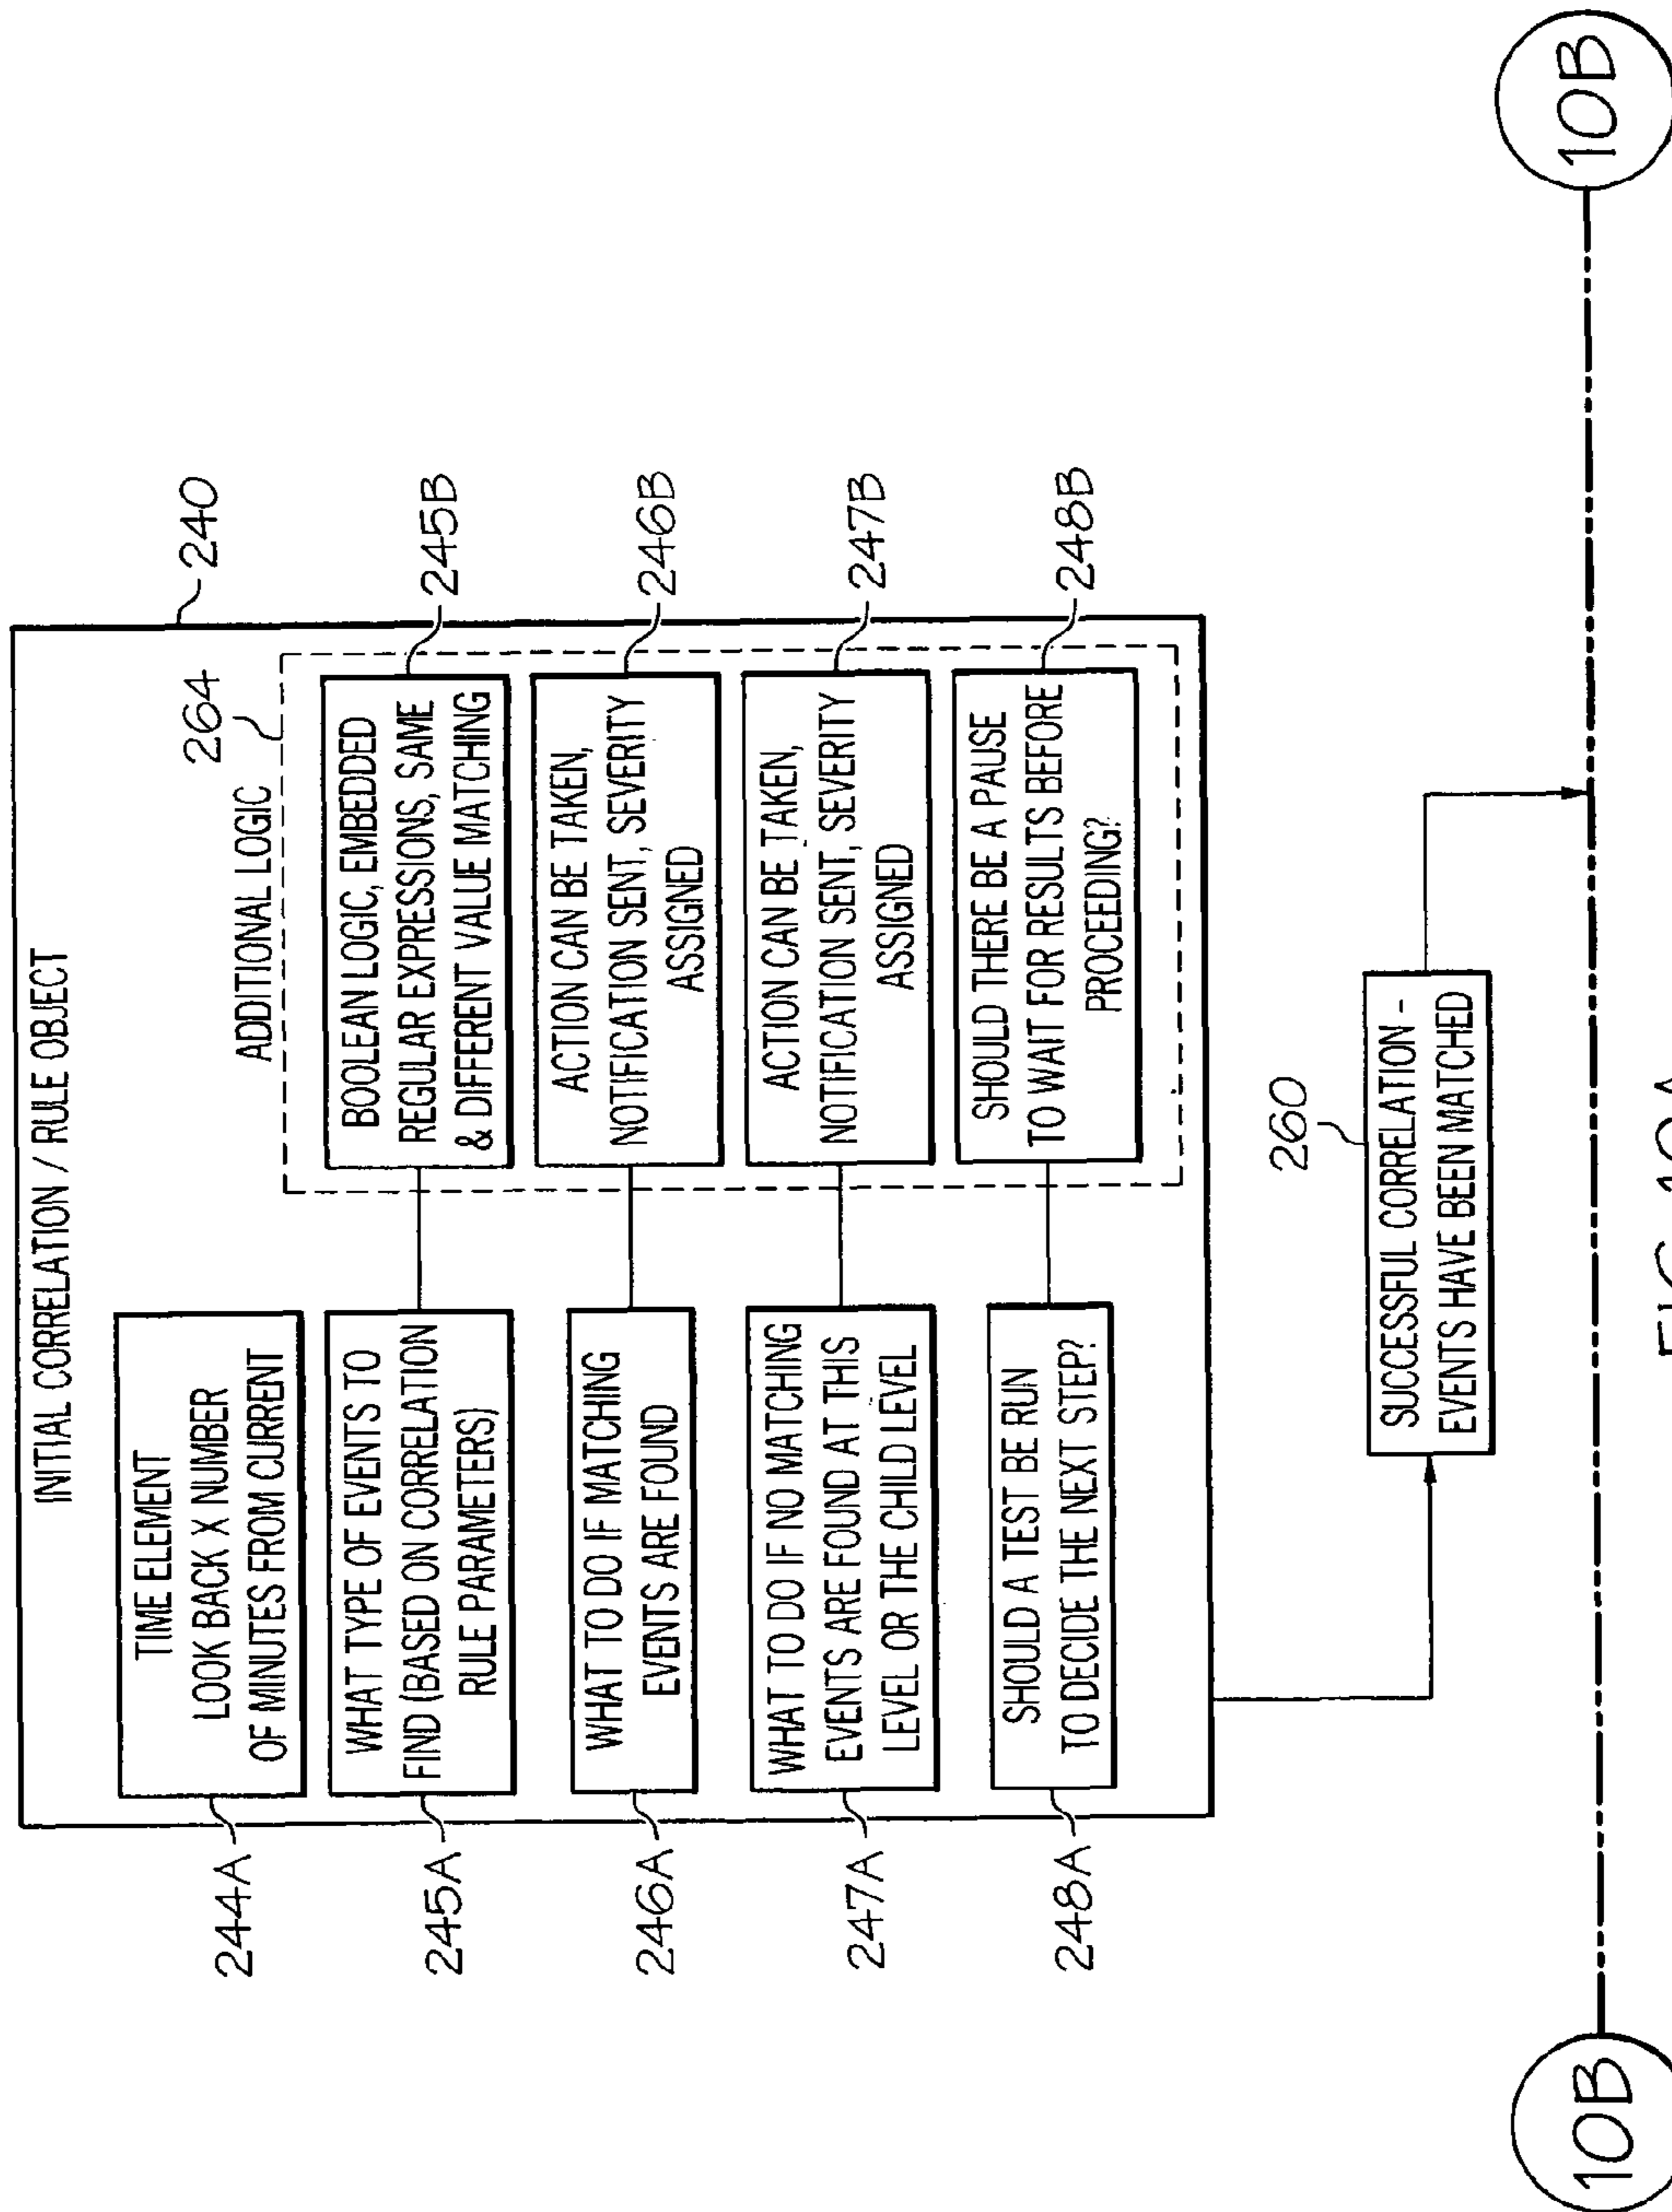 INITIAL CORRELATION / RULE OBJECT
240
ADDITIONAL LOGIC
264
244A
TIME ELEMENT
LOOK BACK X NUMBER
OF MINUTES FROM CURRENT
245A
WHAT TYPE OF EVENTS TO
FIND (BASED ON CORRELATION
RULE PARAMETERS)
BOOLEAN LOGIC, EMBEDDED
REGULAR EXPRESSIONS, SAME
& DIFFERENT VALUE MATCHING
245B
246A
WHAT TO DO IF MATCHING
EVENTS ARE FOUND
ACTION CAN BE TAKEN,
NOTIFICATION SENT, SEVERITY
ASSIGNED
246B
247A
WHAT TO DO IF NO MATCHING
EVENTS ARE FOUND AT THIS
LEVEL OR THE CHILD LEVEL
ACTION CAN BE TAKEN,
NOTIFICATION SENT, SEVERITY
ASSIGNED
247B
248A
SHOULD A TEST BE RUN
TO DECIDE THE NEXT STEP?
SHOULD THERE BE A PAUSE
TO WAIT FOR RESULTS BEFORE
PROCEEDING?
248B
260
SUCCESSFUL CORRELATION -
EVENTS HAVE BEEN MATCHED
10B
10B
FIG. 10A